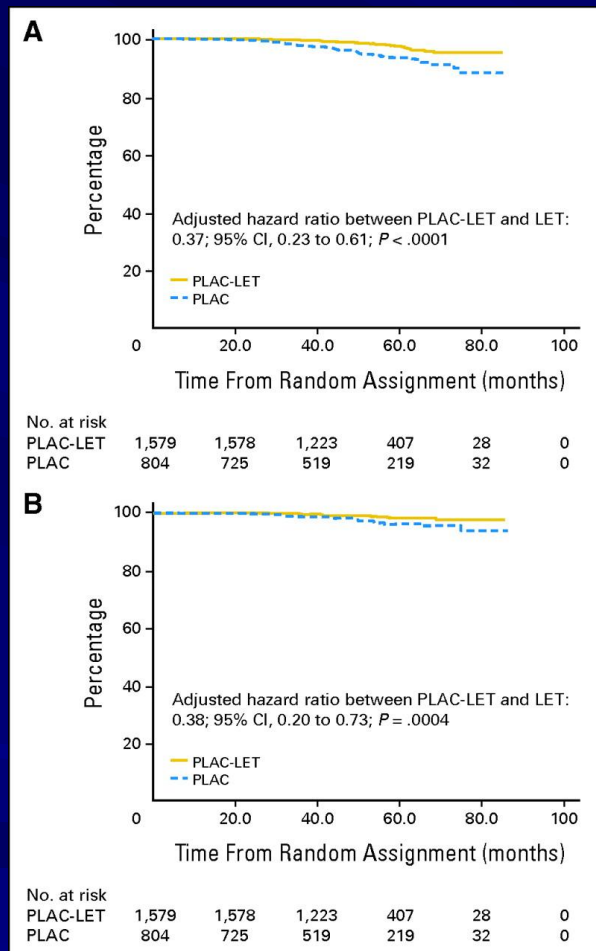 A
100
80
60
40
20
0
Percentage
Adjusted hazard ratio between PLAC-LET and LET:
0.37; 95% CI, 0.23 to 0.61; P < .0001
PLAC-LET
PLAC
20.0 40.0 60.0 80.0 100
Time From Random Assignment (months)
No. at risk
PLAC-LET 1,579 1,578 1,223 407 28 0
PLAC 804 725 519 219 32 0
B
100
80
60
40
20
0
Percentage
Adjusted hazard ratio between PLAC-LET and LET:
0.38; 95% CI, 0.20 to 0.73; P = .0004
PLAC-LET
PLAC
20.0 40.0 60.0 80.0 100
Time From Random Assignment (months)
No. at risk
PLAC-LET 1,579 1,578 1,223 407 28 0
PLAC 804 725 519 219 32 0